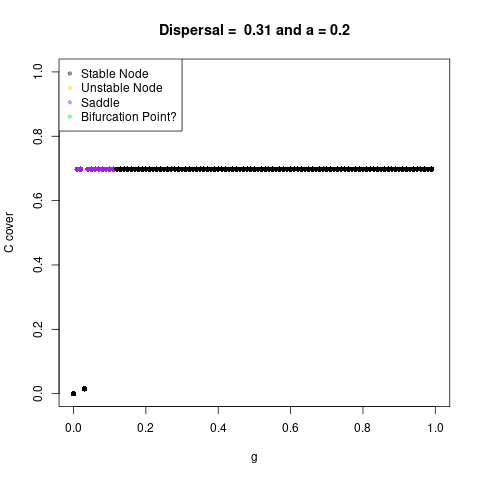 Dispersal =  0.31 and a = 0.2
Stable Node
Unstable Node
Saddle
Bifurcation Point?
C cover
1.0
0.8
0.6
0.4
0.2
0.0
0.0 0.2 0.4 0.6 0.8 1.0
g